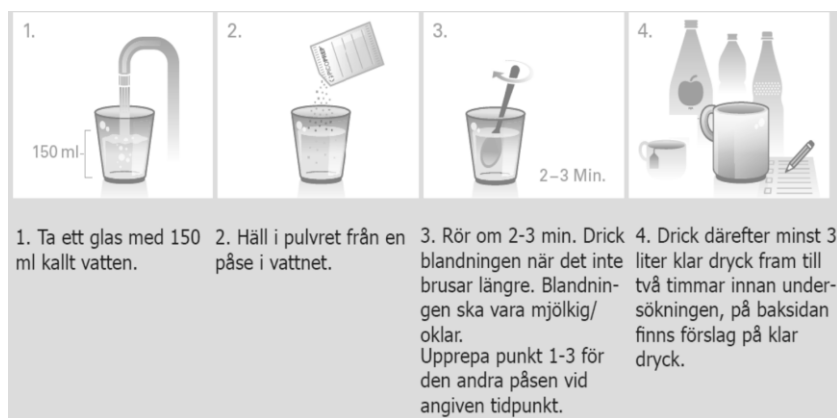 1.
150 ml
2.
3.
2–3 Min.
4.
1. Ta ett glas med 150
ml kallt vatten.
2. Häll i pulvret från en
påse i vattnet.
3. Rör om 2-3 min. Drick
blandningen när det inte
brusar längre. Blandnin-
gen ska vara mjölkig/
oklar.
Upprepa punkt 1-3 för
den andra påsen vid
angiven tidpunkt.
4. Drick därefter minst 3
liter klar dryck fram till
två timmar innan under-
sökningen, på baksidan
finns förslag på klar
dryck.